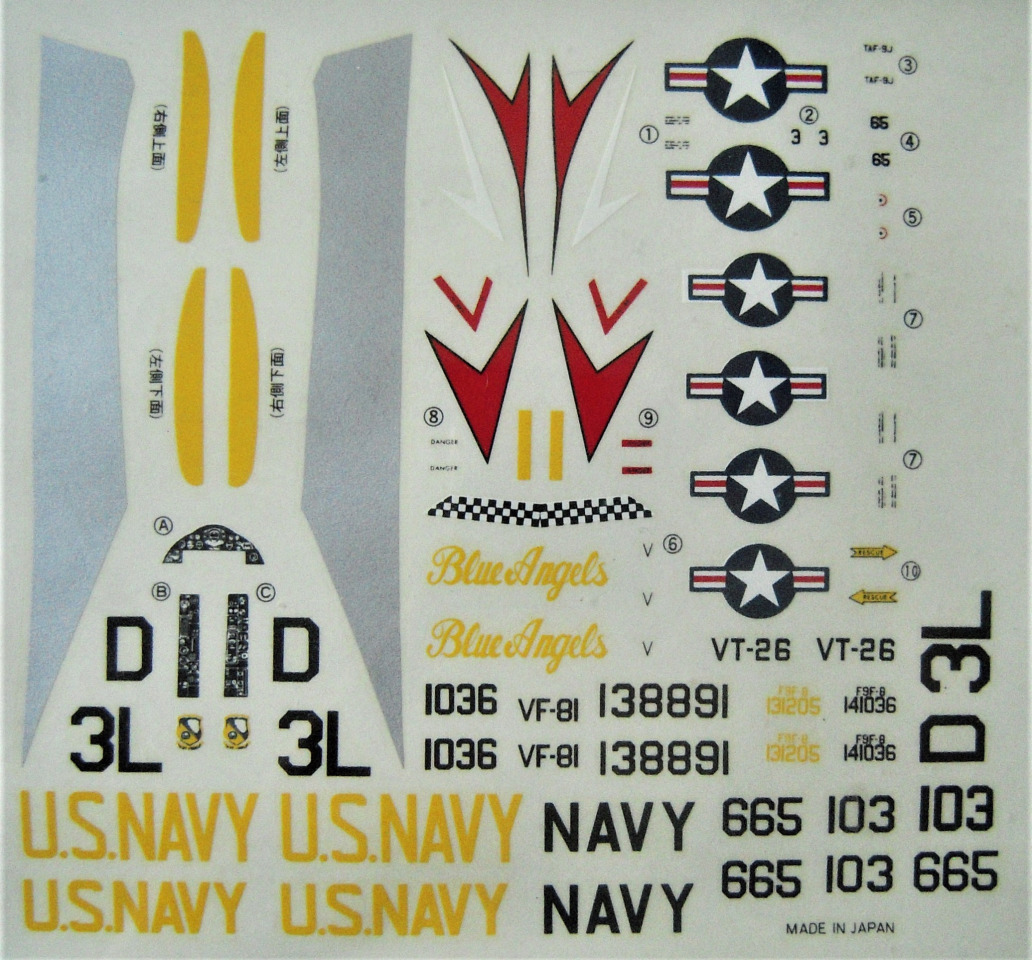 (右側上面)
(左側上面)
(左側下面)
(右側下面)
①
② 
3 3
TAF-9J
③
TAF-9J
65
④
65
⑤
⑦
⑦
⑧
⑨
DANGER
DANGER
⑥
V
V
V
RESCUE
⑩
RESCUE
Ⓐ
Ⓑ
Ⓒ
Blue Angels
Blue Angels
D
D
3L
3L
D 3L
VT-26 VT-26
1036 VF-81 138891
F9F-8
131205
F9F-8
141036
1036 VF-81 138891
F9F-8
131205
F9F-8
141036
U.S.NAVY U.S.NAVY NAVY 665 103 103
U.S.NAVY U.S.NAVY NAVY 665 103 665
MADE IN JAPAN